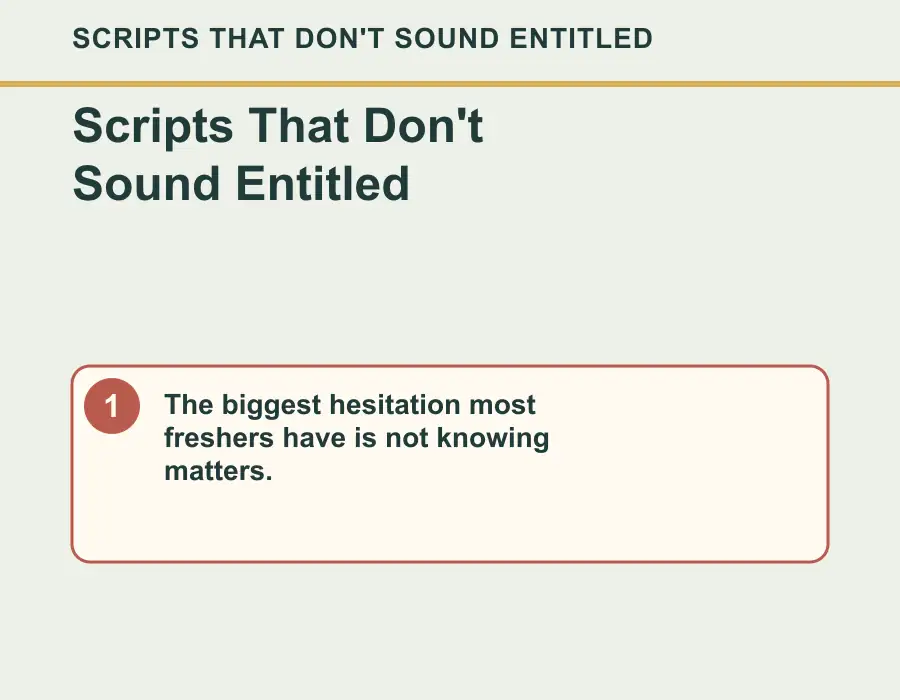 SCRIPTS THAT DON'T SOUND ENTITLED
Scripts That Don't
Sound Entitled
1
The biggest hesitation most
freshers have is not knowing
matters.